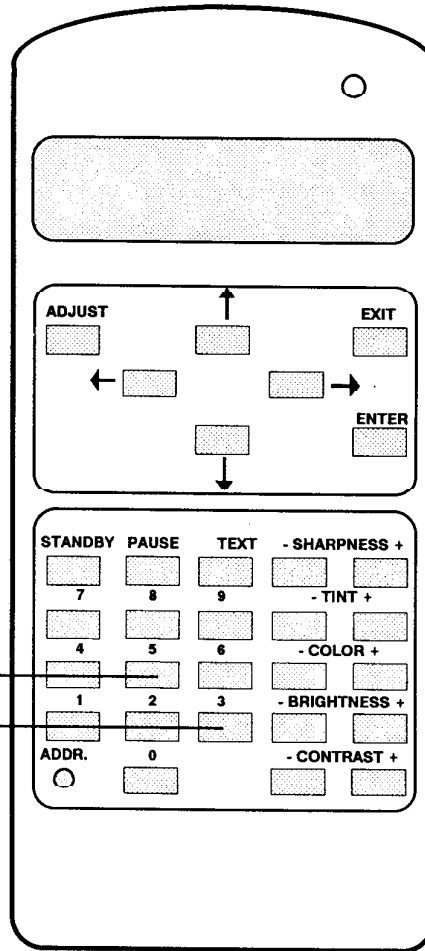 ADJUST EXIT
ENTER
STANDBY PAUSE TEXT - SHARPNESS +
7 8 9 - TINT +
4 5 6 - COLOR +
1 2 3 - BRIGHTNESS +
ADDR. 0 - CONTRAST +